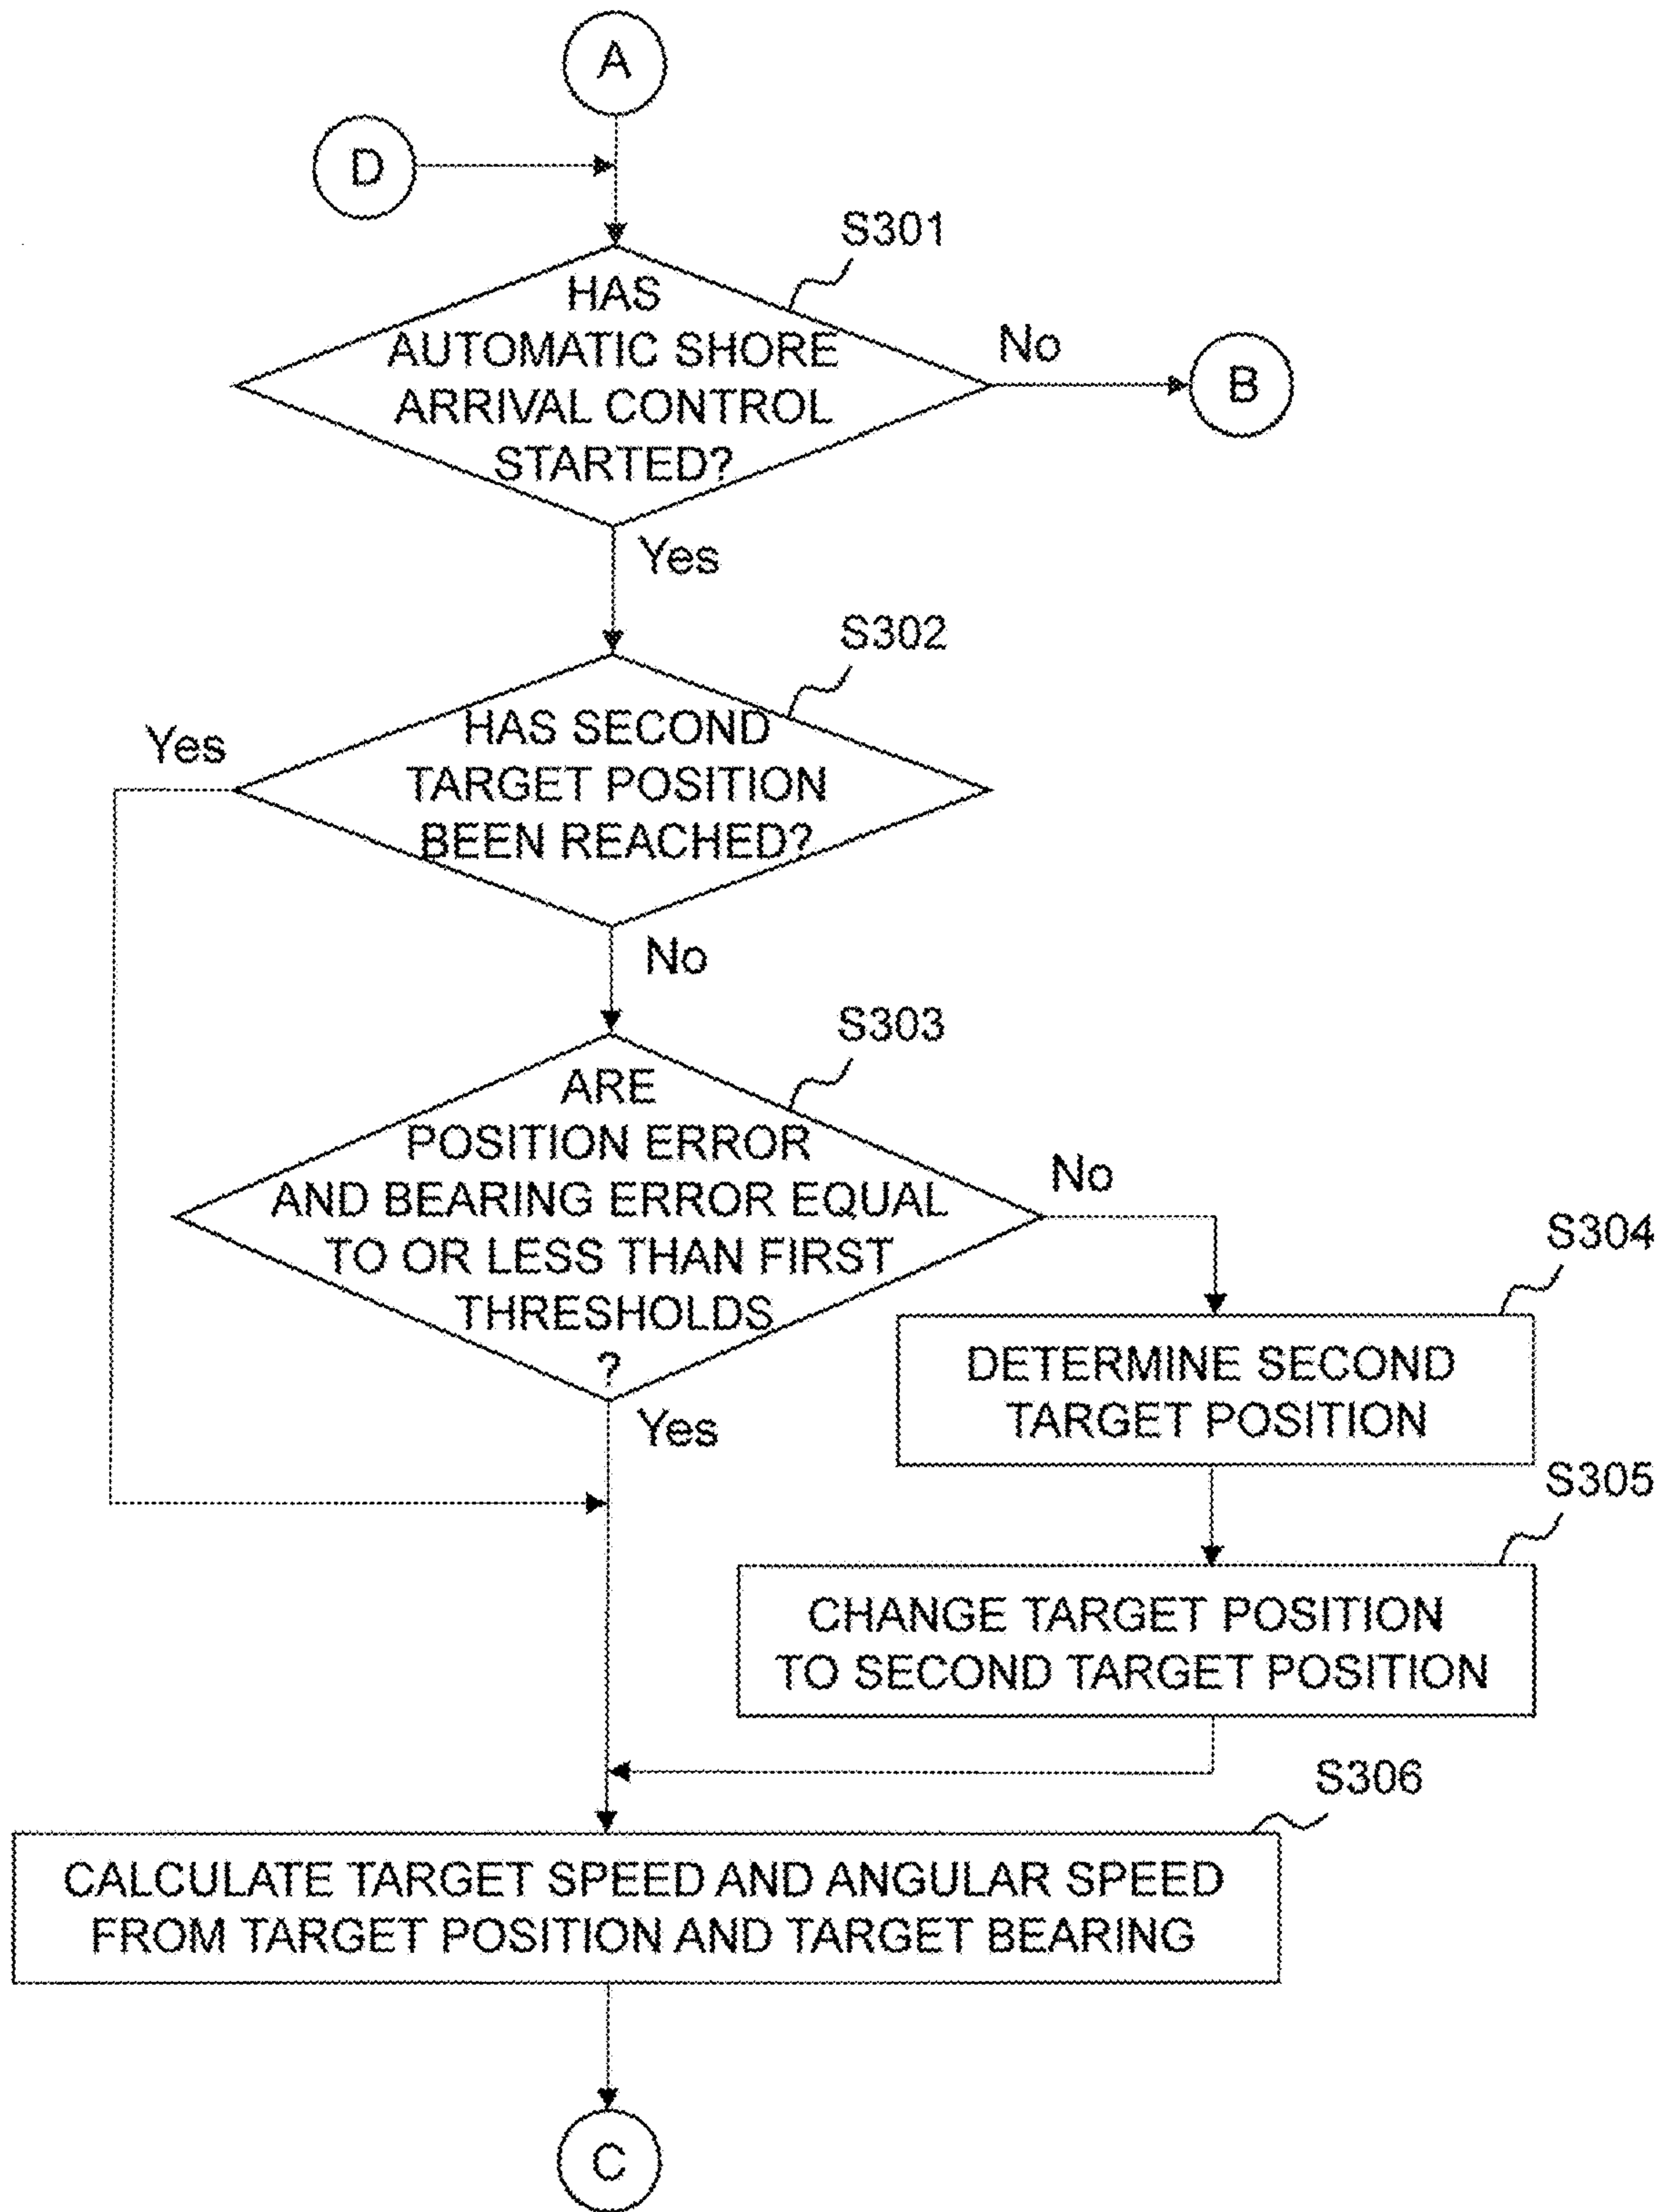 A
D
S301
HAS
AUTOMATIC SHORE
ARRIVAL CONTROL
STARTED?
No
B
Yes
S302
HAS SECOND
TARGET POSITION
BEEN REACHED?
Yes
No
S303
ARE
POSITION ERROR
AND BEARING ERROR EQUAL
TO OR LESS THAN FIRST
THRESHOLDS
?
No
Yes
S304
DETERMINE SECOND
TARGET POSITION
S305
CHANGE TARGET POSITION
TO SECOND TARGET POSITION
S306
CALCULATE TARGET SPEED AND ANGULAR SPEED
FROM TARGET POSITION AND TARGET BEARING
C